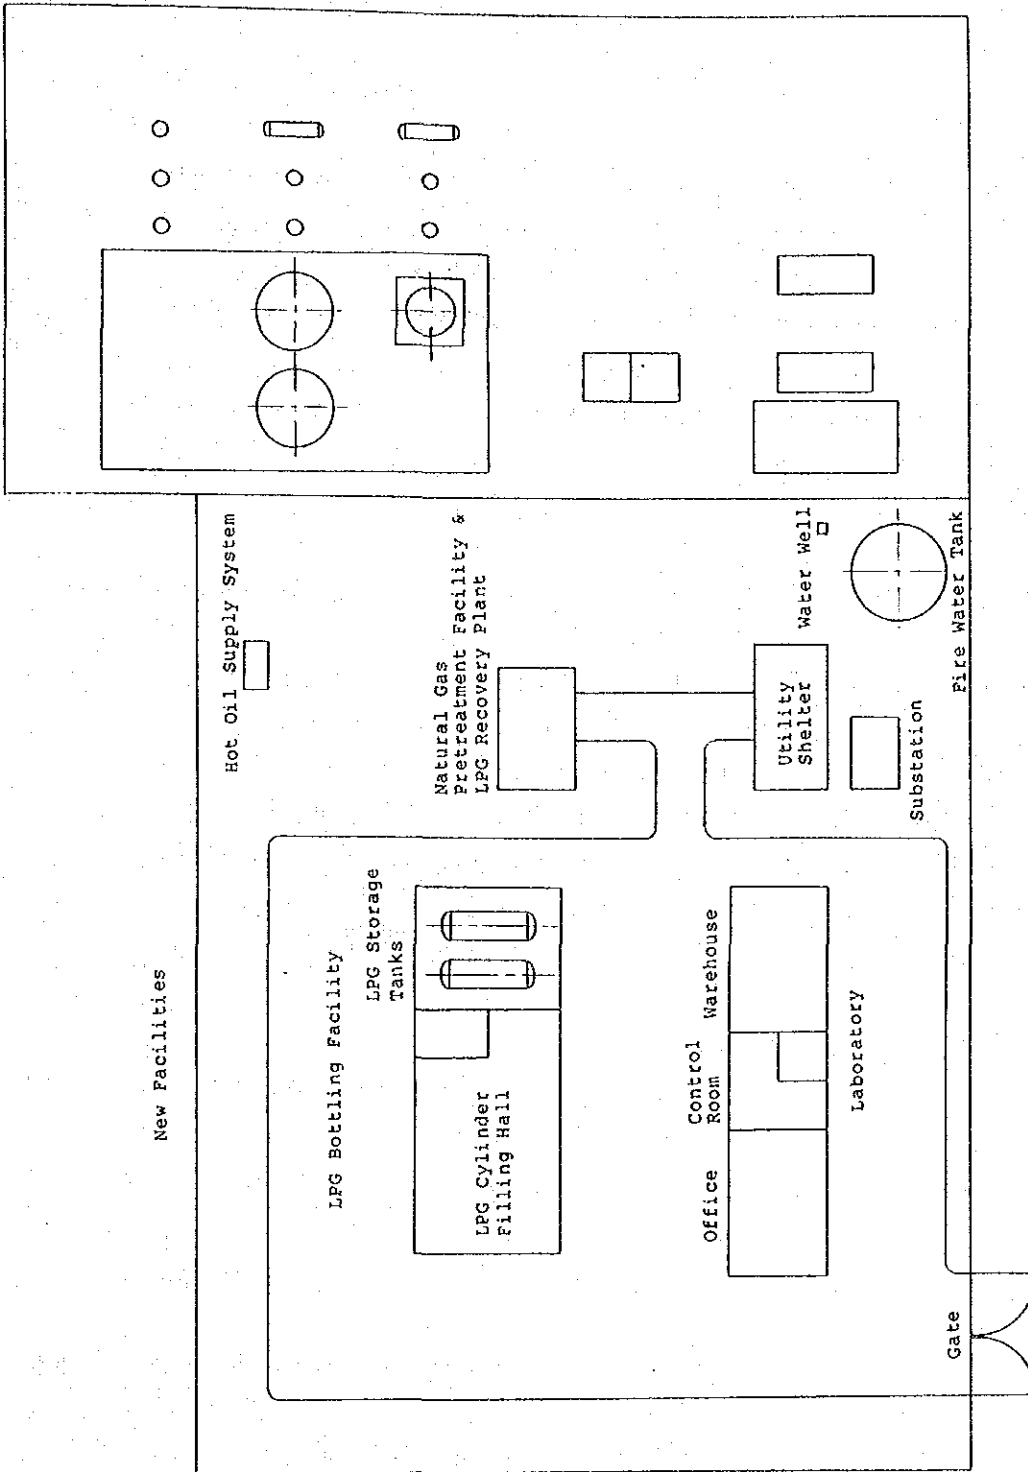 New Facilities
Hot Oil Supply System
LPG Bottling Facility
LPG Storage
Tanks
Natural Gas
Pretreatment Facility &
LPG Recovery Plant
LPG Cylinder
Filling Hall
Office
Control
Room
Warehouse
Utility
Shelter
Water Well
Laboratory
Substation
Gate
Fire Water Tank